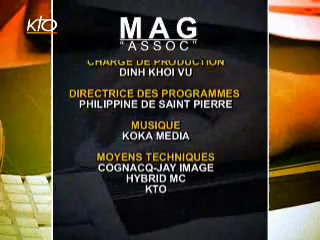 KTO
MAG
"ASSOC"
CHARGE DE PRODUCTION
DINH KHOI VU
DIRECTRICE DES PROGRAMMES
PHILIPPINE DE SAINT PIERRE
MUSIQUE
KOKA MEDIA
MOYENS TECHNIQUES
COGNACQ-JAY IMAGE
HYBRID MC
KTO